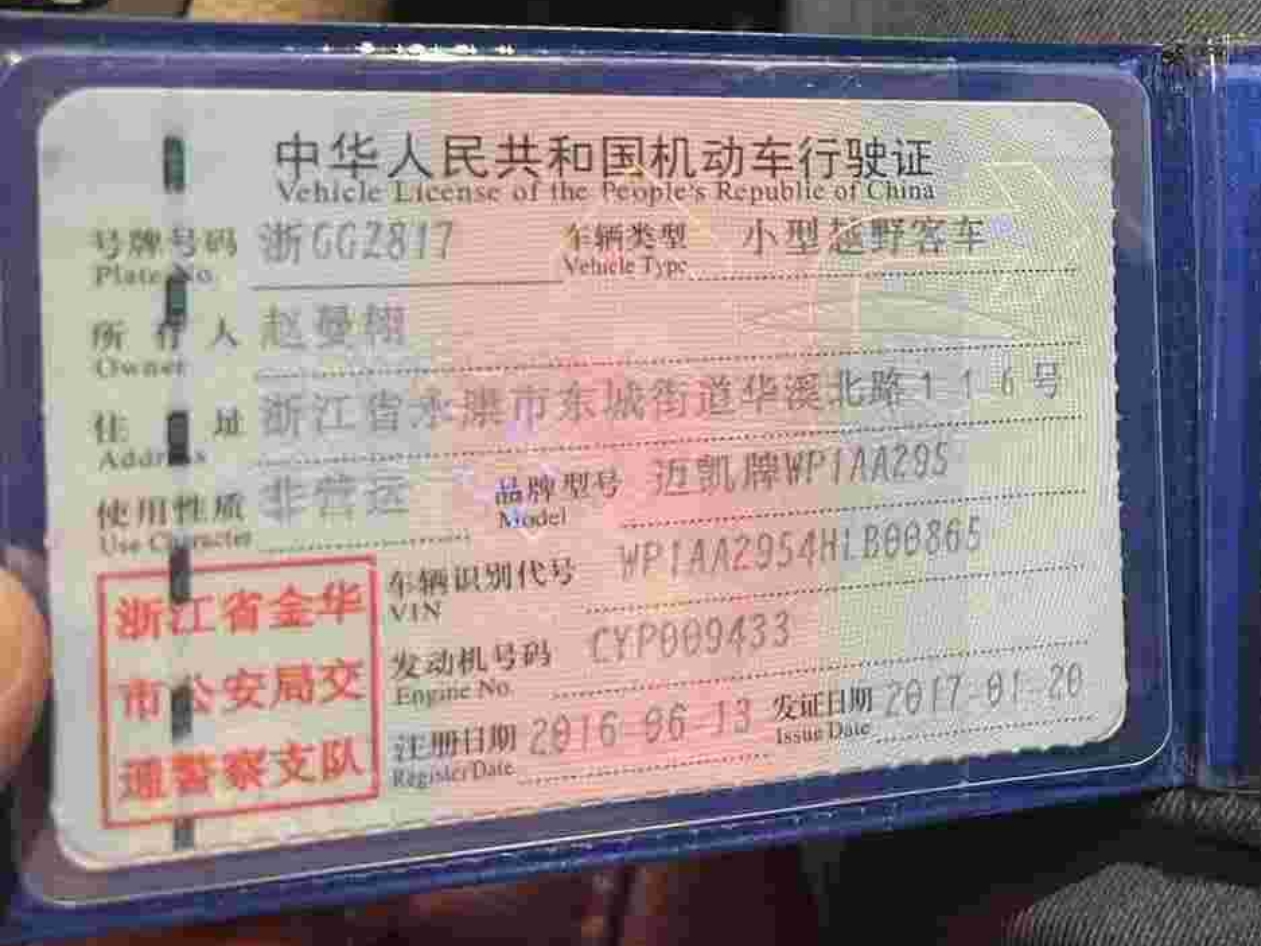 中华人民共和国机动车行驶证
Vehicle License of the People's Republic of China
号牌号码 浙GG2817 车辆类型 小型越野客车
Plate No. Vehicle Type
所有人 赵曼栩
Owner
住址 浙江省永康市东城街道华溪北路116号
Address
使用性质 非营运 品牌型号 迈凯牌WP1AA295
Use Character Model
车辆识别代号 WP1AA2954HLB00865
VIN
发动机号码 CYP009433
Engine No.
注册日期 2016-06-13 发证日期 2017-01-20
Register Date Issue Date
浙江省金华
市公安局交
通警察支队